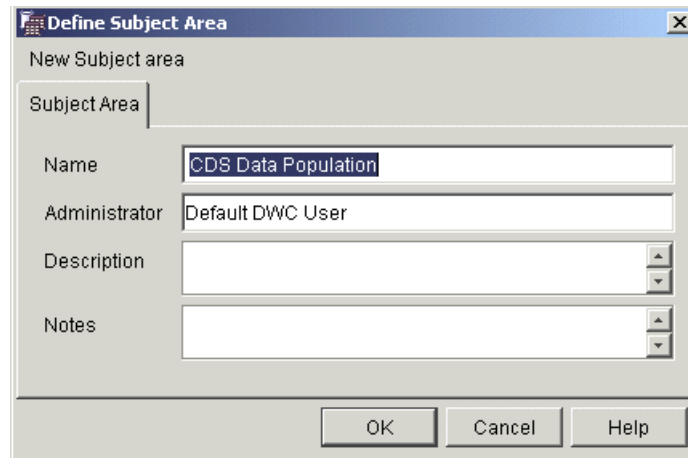 Define Subject Area
New Subject area
Subject Area
Name CDS Data Population
Administrator Default DWC User
Description
Notes
OK Cancel Help